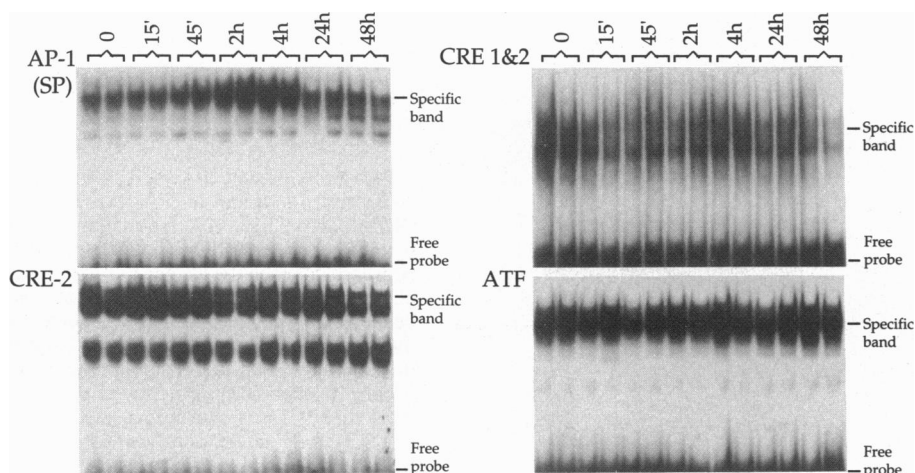 0 15' 45' 2h 4h 24h 48h
AP-1
(SP)
Specific
band
Free
probe
0 15' 45' 2h 4h 24h 48h
CRE 1&2
Specific
band
Free
probe
CRE-2
Specific
band
Free
probe
ATF
Specific
band
Free
probe